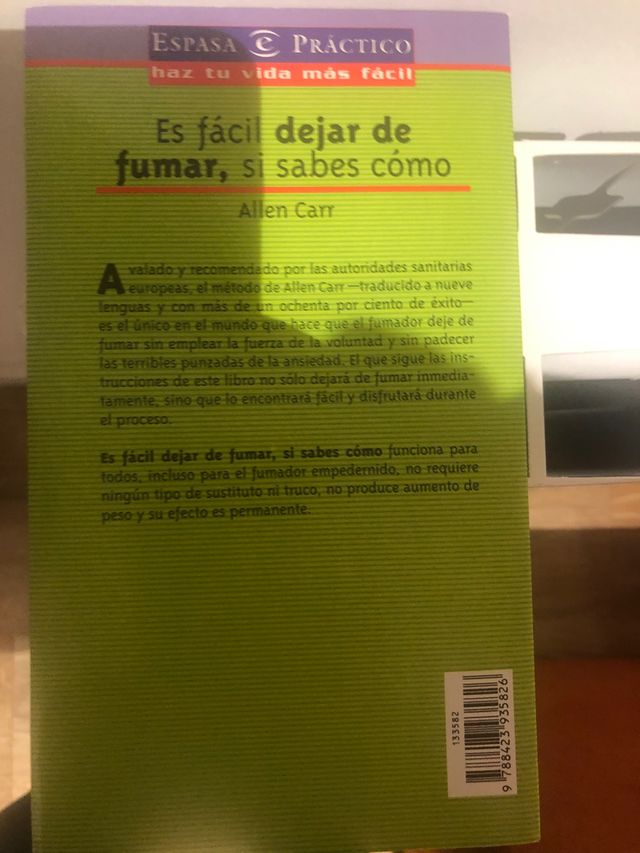 ESPASA e PRÁCTICO
haz tu vida más fácil
Es fácil dejar de
fumar, si sabes cómo
Allen Carr
Avalado y recomendado por las autoridades sanitarias
europeas, el método de Allen Carr —traducido a nueve
lenguas y con más de un ochenta por ciento de éxito—
es el único en el mundo que hace que el fumador deje de
fumar sin emplear la fuerza de la voluntad y sin padecer
las terribles punzadas de la ansiedad. El que sigue las ins-
trucciones de este libro no sólo dejará de fumar inmedia-
tamente, sino que lo encontrará fácil y disfrutará durante
el proceso.
Es fácil dejar de fumar, si sabes cómo funciona para
todos, incluso para el fumador empedernido, no requiere
ningún tipo de sustituto ni truco, no produce aumento de
peso y su efecto es permanente.
133582
9 788423 935826